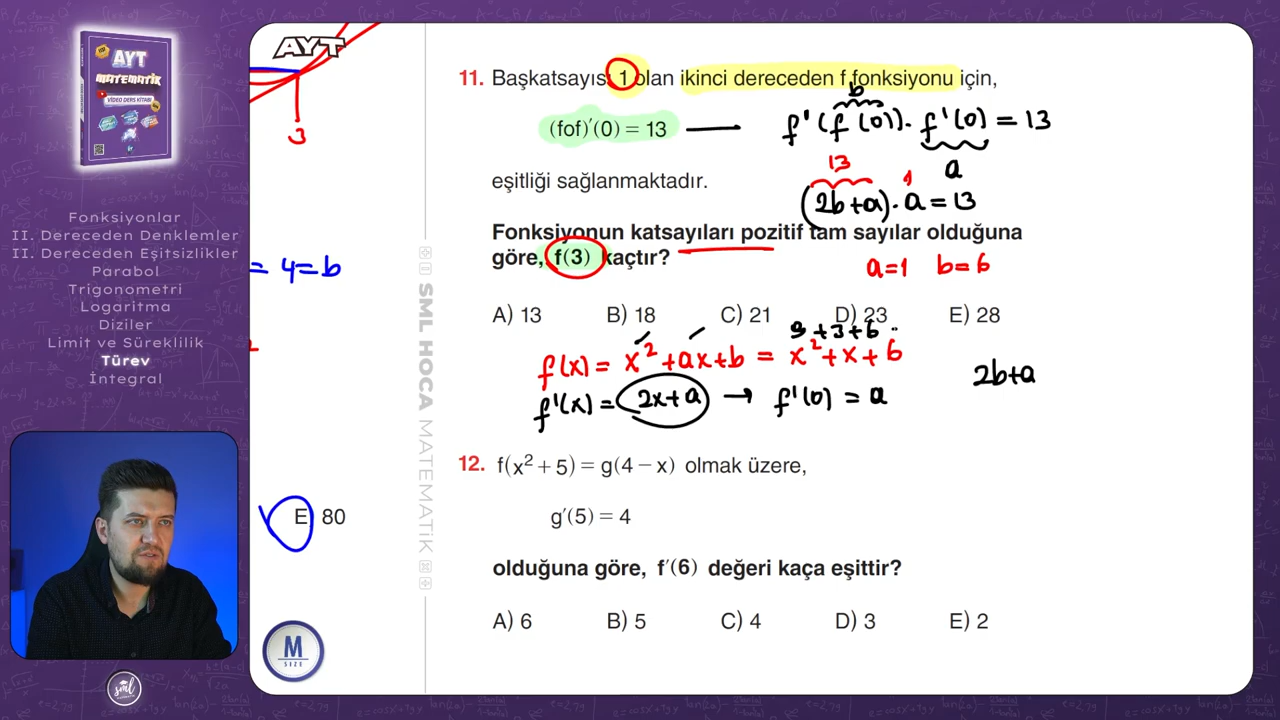 AYT
MATEMATİK
VİDEO DERS KİTABI
Fonksiyonlar
II. Dereceden Denklemler
II. Dereceden Eşitsizlikler
Parabol
Trigonometri
Logaritma
Diziler
Limit ve Süreklilik
Türev
İntegral
sml
AYT
3
= 4 = b
2
E) 80
M
SIZE
SML HOCA MATEMATİK
11. Başkatsayısı 1 olan ikinci dereceden f fonksiyonu için,
b
(fof)′(0) = 13 f'(f(0)). f'(0) = 13
13 a
eşitliği sağlanmaktadır.
1
(2b+a).a = 13
Fonksiyonun katsayıları pozitif tam sayılar olduğuna
göre, f(3) kaçtır?
a=1 b=6
A) 13 B) 18 C) 21 D) 23 E) 28
9+3+6
f(x) = x² + ax + b = x² + x + 6
2b+a
f'(x) = 2x+a → f'(0) = a
12. f(x² + 5) = g(4 – x) olmak üzere,
g′(5) = 4
olduğuna göre, f′(6) değeri kaça eşittir?
A) 6 B) 5 C) 4 D) 3 E) 2